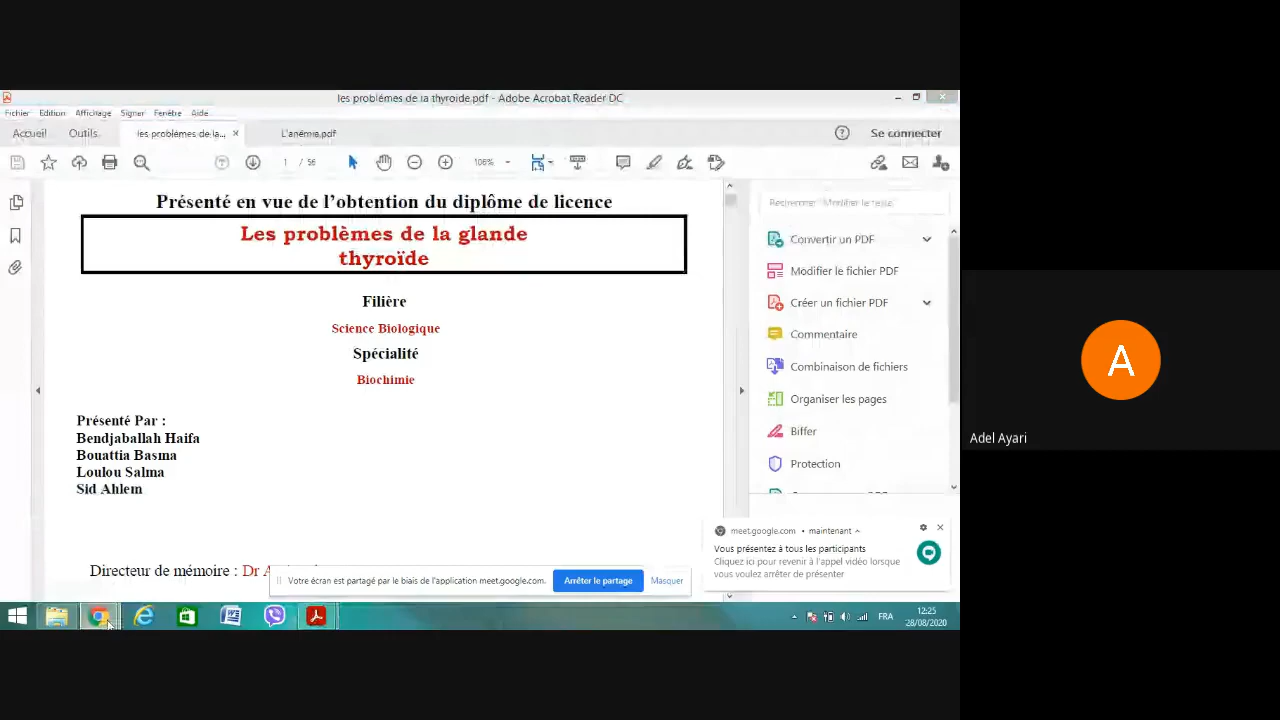 les problèmes de la thyroide.pdf - Adobe Acrobat Reader DC
Fichier Edition Affichage Signer Fenêtre Aide
Accueil Outils les problèmes de la... × L'anémie.pdf Se connecter
1 / 56 106%
Présenté en vue de l'obtention du diplôme de licence
Les problèmes de la glande
thyroïde
Filière
Science Biologique
Spécialité
Biochimie
Présenté Par :
Bendjaballah Haifa
Bouattia Basma
Loulou Salma
Sid Ahlem
Directeur de mémoire : Dr
Rechercher 'Modifier le texte'
Convertir un PDF
Modifier le fichier PDF
Créer un fichier PDF
Commentaire
Combinaison de fichiers
Organiser les pages
Biffer
Protection
meet.google.com • maintenant
Vous présentez à tous les participants
Cliquez ici pour revenir à l'appel vidéo lorsque
vous voulez arrêter de présenter
Votre écran est partagé par le biais de l'application meet.google.com.
Arrêter le partage
Masquer
FRA
12:25
28/08/2020
A
Adel Ayari